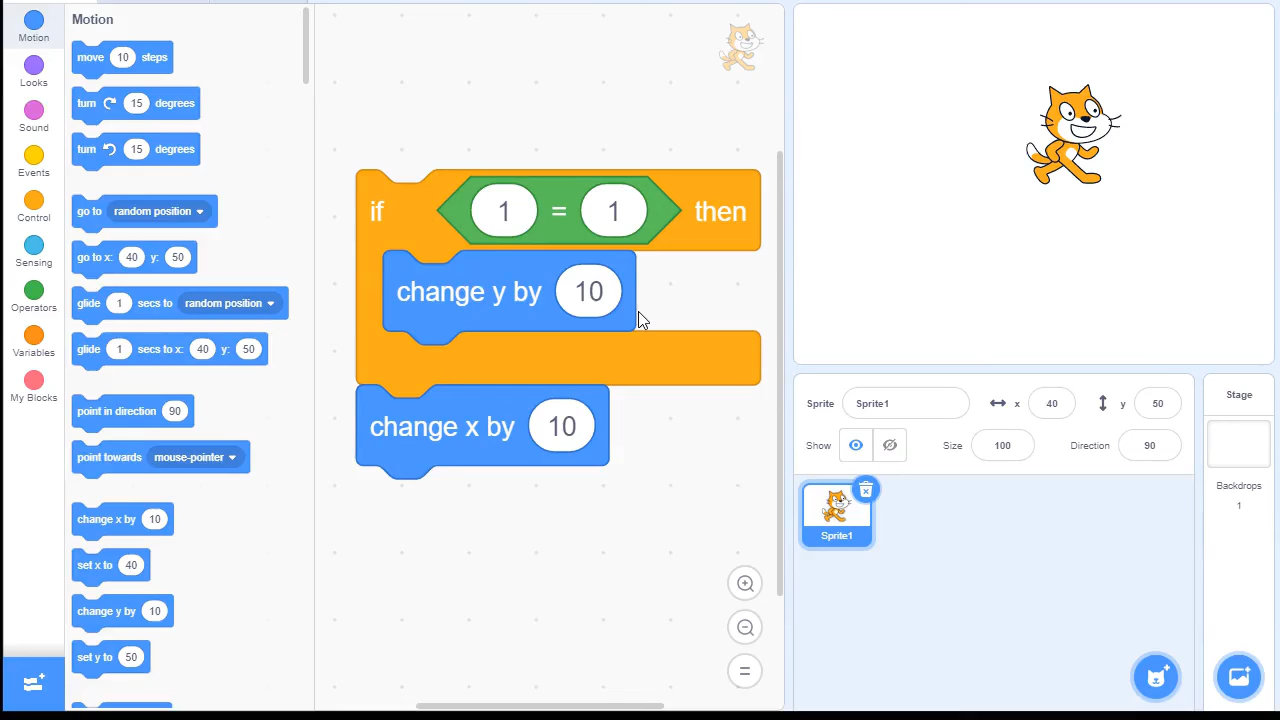 Motion
Looks
Sound
Events
Control
Sensing
Operators
Variables
My Blocks
Motion
move 10 steps
turn 15 degrees
turn 15 degrees
go to random position
go to x: 40 y: 50
glide 1 secs to random position
glide 1 secs to x: 40 y: 50
point in direction 90
point towards mouse-pointer
change x by 10
set x to 40
change y by 10
set y to 50
if 1 = 1 then
change y by 10
change x by 10
Sprite Sprite1 x 40 y 50
Show Size 100 Direction 90
Sprite1
Stage
Backdrops
1